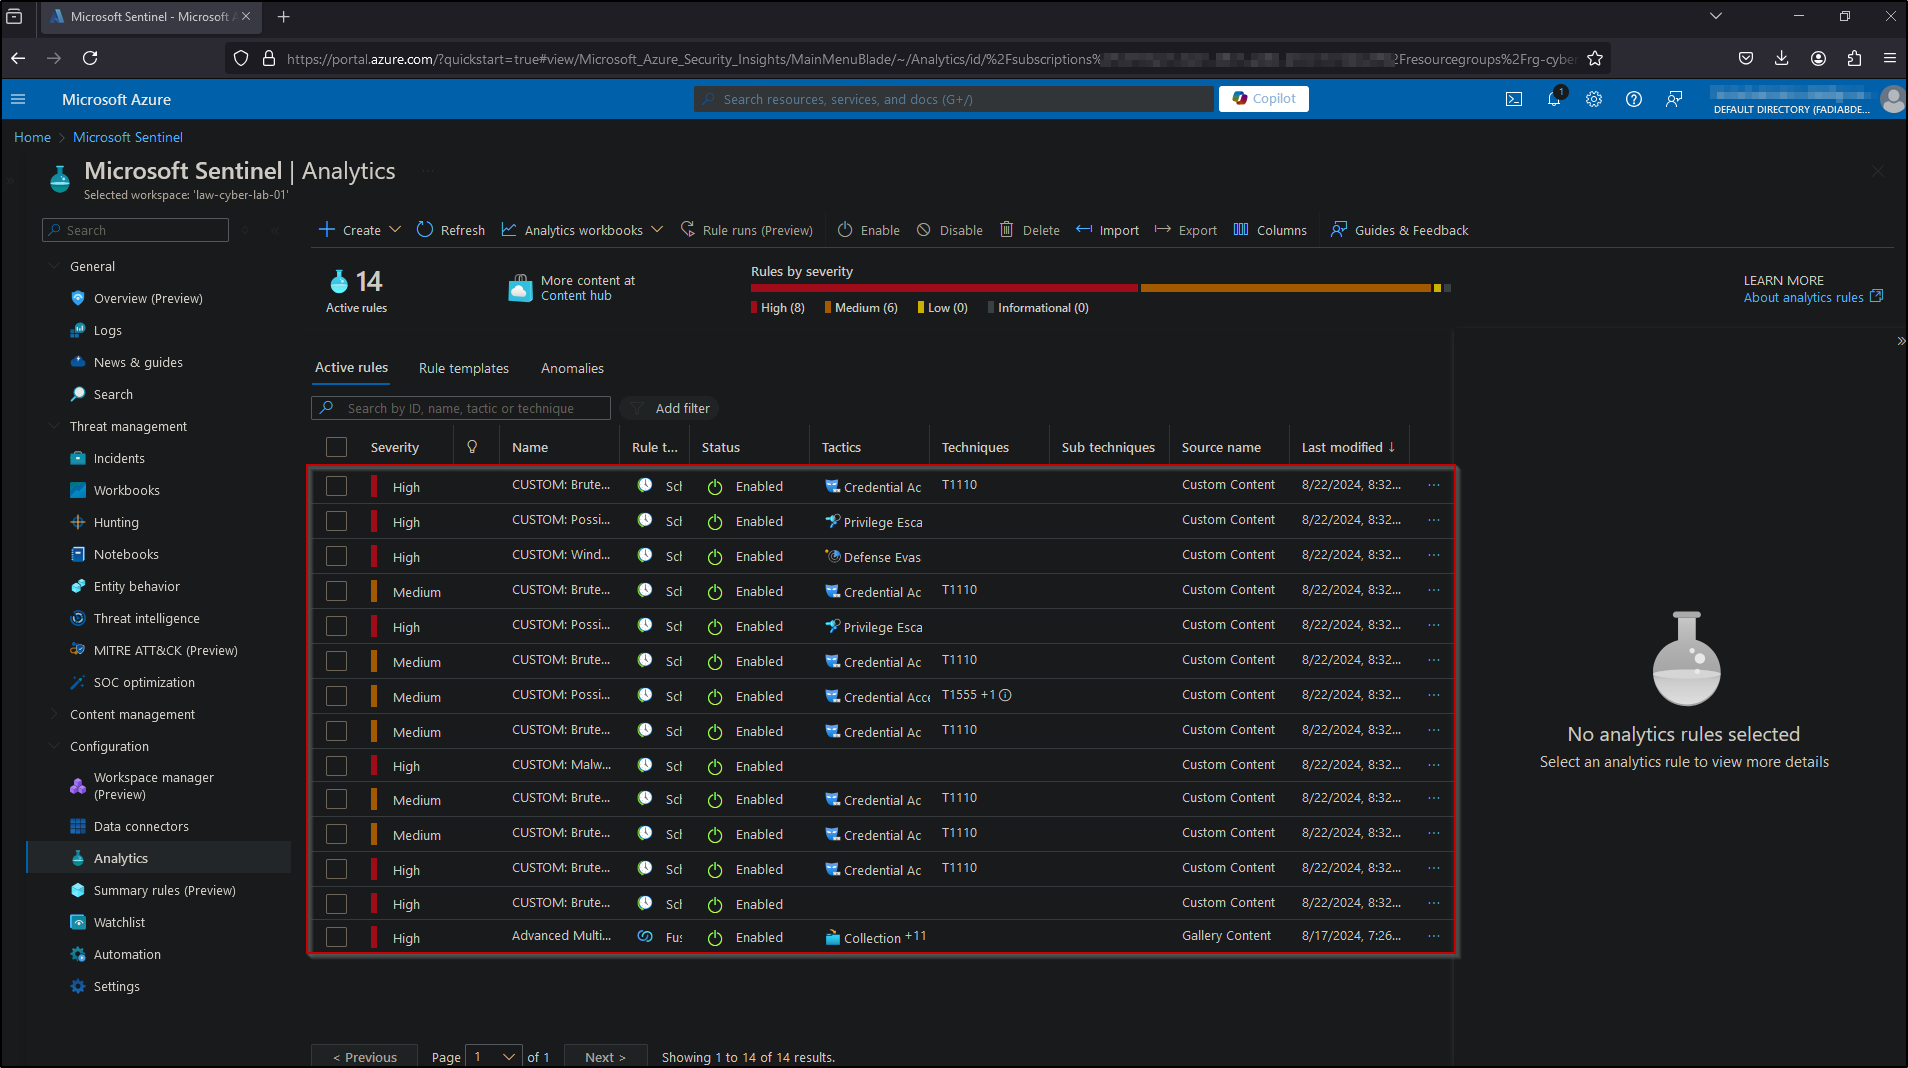 Microsoft Sentinel - Microsoft A
https://portal.azure.com/?quickstart=true#view/Microsoft_Azure_Security_Insights/MainMenuBlade/~/Analytics/id/%2Fsubscriptions% 2Fresourcegroups%2Frg-cyber
Microsoft Azure
Search resources, services, and docs (G+/)
Copilot
1
DEFAULT DIRECTORY (FADIABDE...
Home > Microsoft Sentinel
Microsoft Sentinel | Analytics ...
Selected workspace: 'law-cyber-lab-01'
Search
General
Overview (Preview)
Logs
News & guides
Search
Threat management
Incidents
Workbooks
Hunting
Notebooks
Entity behavior
Threat intelligence
MITRE ATT&CK (Preview)
SOC optimization
Content management
Configuration
Workspace manager
(Preview)
Data connectors
Analytics
Summary rules (Preview)
Watchlist
Automation
Settings
Create Refresh Analytics workbooks Rule runs (Preview) Enable Disable Delete Import Export Columns Guides & Feedback
14
Active rules
More content at
Content hub
Rules by severity
High (8) Medium (6) Low (0) Informational (0)
LEARN MORE
About analytics rules
Active rules Rule templates Anomalies
Search by ID, name, tactic or technique Add filter
Severity Name Rule t... Status Tactics Techniques Sub techniques Source name Last modified ↓
High CUSTOM: Brute... Sch Enabled Credential Ac T1110 Custom Content 8/22/2024, 8:32... ...
High CUSTOM: Possi... Sch Enabled Privilege Esca Custom Content 8/22/2024, 8:32... ...
High CUSTOM: Wind... Sch Enabled Defense Evas Custom Content 8/22/2024, 8:32... ...
Medium CUSTOM: Brute... Sch Enabled Credential Ac T1110 Custom Content 8/22/2024, 8:32... ...
High CUSTOM: Possi... Sch Enabled Privilege Esca Custom Content 8/22/2024, 8:32... ...
Medium CUSTOM: Brute... Sch Enabled Credential Ac T1110 Custom Content 8/22/2024, 8:32... ...
Medium CUSTOM: Possi... Sch Enabled Credential Acce T1555 +1 Custom Content 8/22/2024, 8:32... ...
Medium CUSTOM: Brute... Sch Enabled Credential Ac T1110 Custom Content 8/22/2024, 8:32... ...
High CUSTOM: Malw... Sch Enabled Custom Content 8/22/2024, 8:32... ...
Medium CUSTOM: Brute... Sch Enabled Credential Ac T1110 Custom Content 8/22/2024, 8:32... ...
Medium CUSTOM: Brute... Sch Enabled Credential Ac T1110 Custom Content 8/22/2024, 8:32... ...
High CUSTOM: Brute... Sch Enabled Credential Ac T1110 Custom Content 8/22/2024, 8:32... ...
High CUSTOM: Brute... Sch Enabled Custom Content 8/22/2024, 8:32... ...
High Advanced Multi... Fus Enabled Collection +11 Gallery Content 8/17/2024, 7:26... ...
< Previous Page 1 of 1 Next > Showing 1 to 14 of 14 results.
No analytics rules selected
Select an analytics rule to view more details